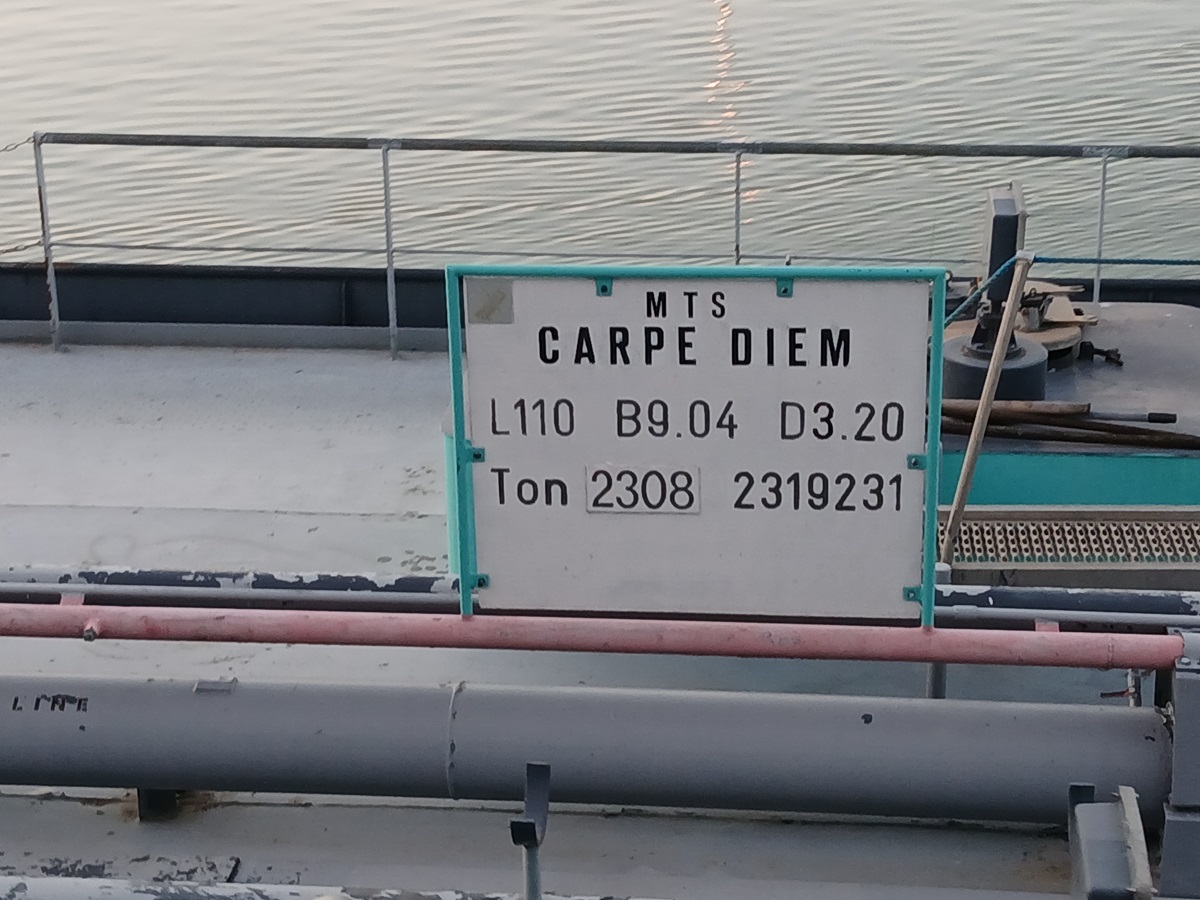 MTS
CARPE DIEM
L110 B9.04 D3.20
Ton 2308 2319231